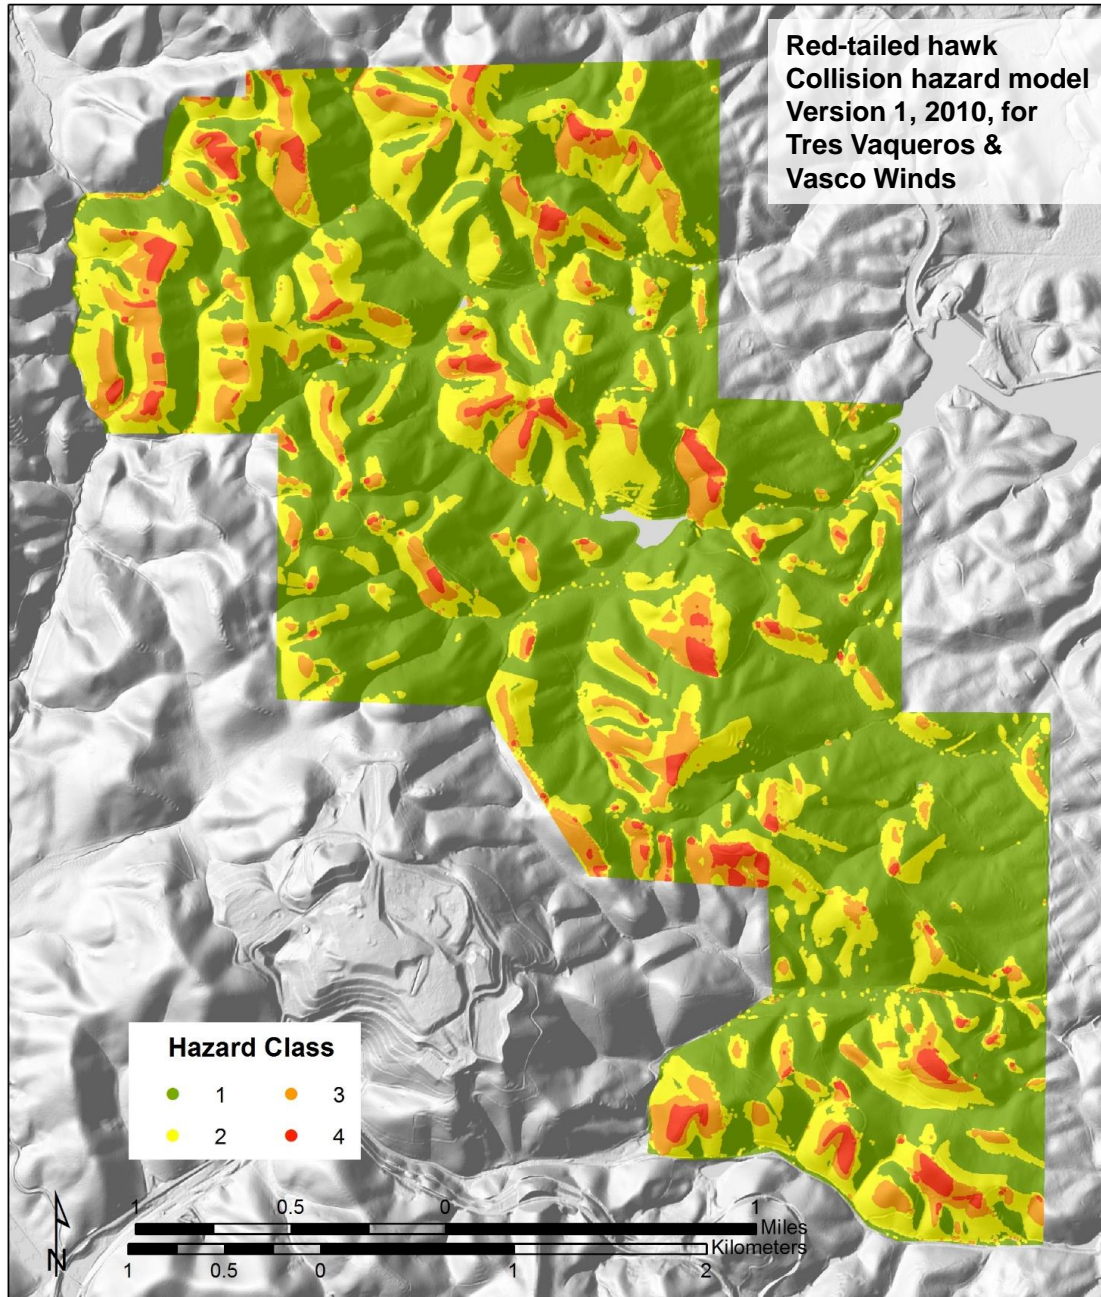 Red-tailed hawk
Collision hazard model
Version 1, 2010, for
Tres Vaqueros &
Vasco Winds
Hazard Class
1 3
2 4
1 0.5 0 1
Miles
Kilometers
1 0.5 0 1 2
N